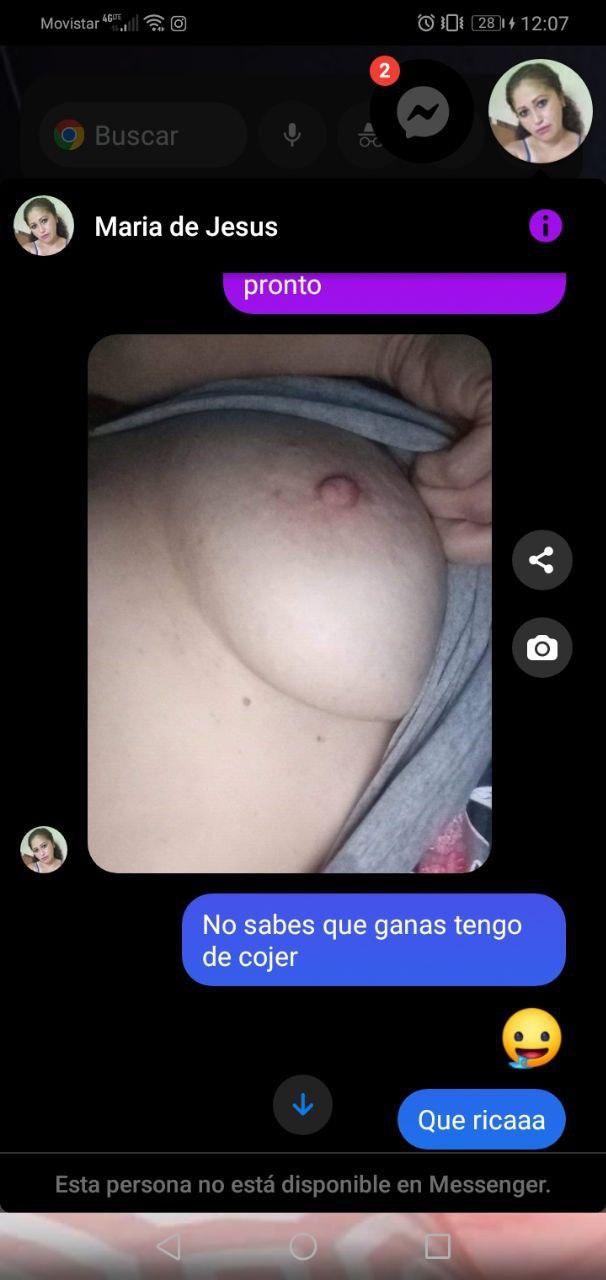 Movistar 4G LTE 28 12:07
2
Buscar
Maria de Jesus
pronto
No sabes que ganas tengo
de cojer
Que ricaaa
Esta persona no está disponible en Messenger.